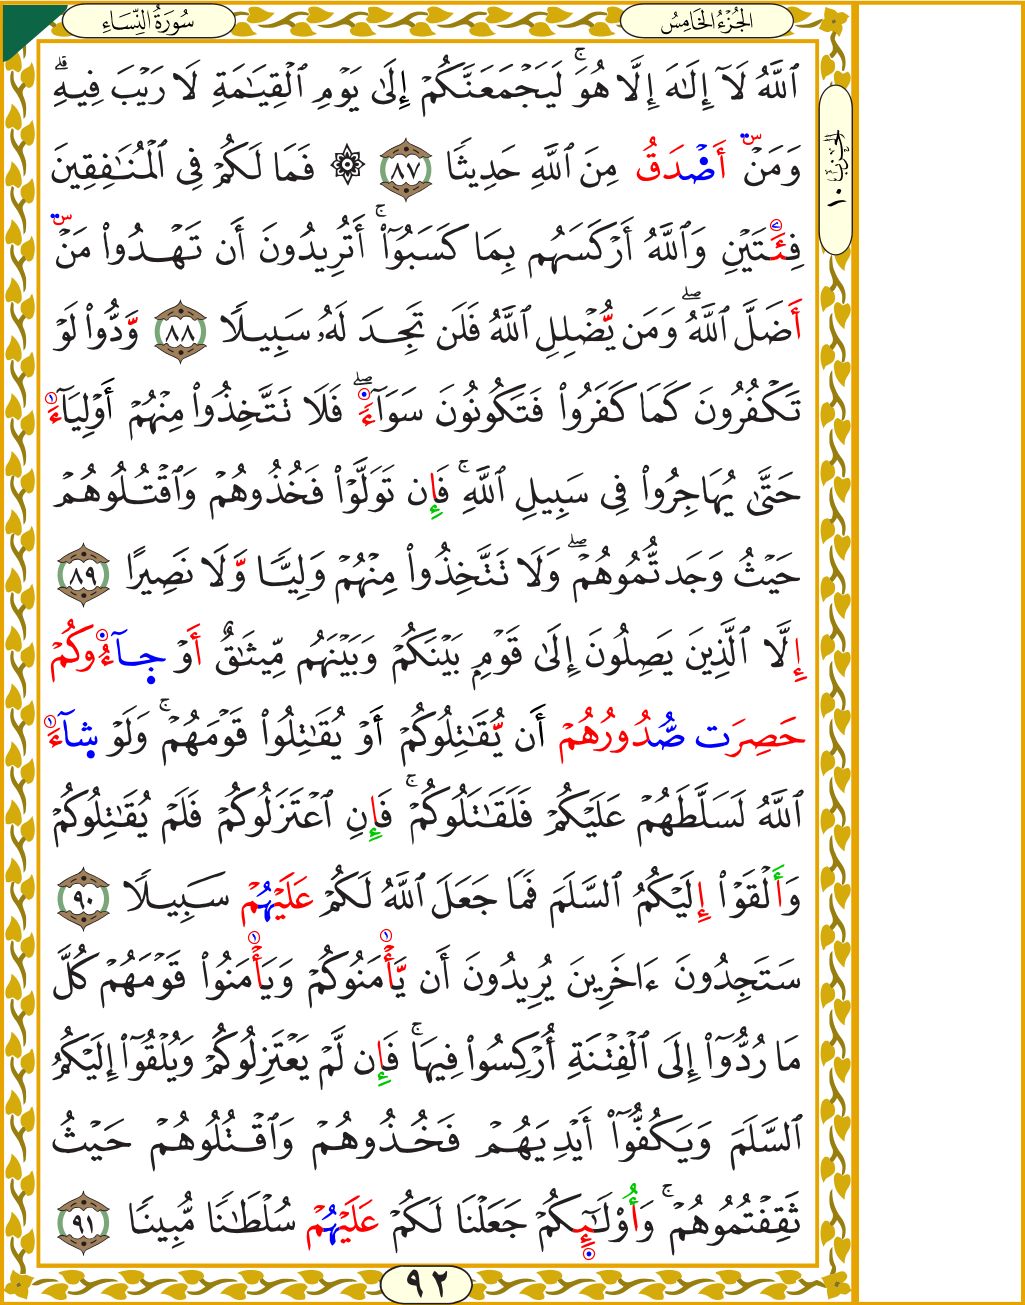 سُورَةُ النِّسَاءِ
الجُزْءُ الخَامِسُ
الحِزْبُ ١٠
ٱللَّهُ لَآ إِلَٰهَ إِلَّا هُوَۚ لَيَجْمَعَنَّكُمْ إِلَىٰ يَوْمِ ٱلْقِيَٰمَةِ لَا رَيْبَ فِيهِۗ
وَمَنْ أَصْدَقُ مِنَ ٱللَّهِ حَدِيثًا ٨٧ ۞ فَمَا لَكُمْ فِى ٱلْمُنَٰفِقِينَ
فِئَتَيْنِ وَٱللَّهُ أَرْكَسَهُم بِمَا كَسَبُوٓا۟ۚ أَتُرِيدُونَ أَن تَهْدُوا۟ مَنْ
أَضَلَّ ٱللَّهُۖ وَمَن يُضْلِلِ ٱللَّهُ فَلَن تَجِدَ لَهُۥ سَبِيلًا ٨٨ وَدُّوا۟ لَوْ
تَكْفُرُونَ كَمَا كَفَرُوا۟ فَتَكُونُونَ سَوَآءًۖ فَلَا تَتَّخِذُوا۟ مِنْهُمْ أَوْلِيَآءَ
حَتَّىٰ يُهَاجِرُوا۟ فِى سَبِيلِ ٱللَّهِۚ فَإِن تَوَلَّوْا۟ فَخُذُوهُمْ وَٱقْتُلُوهُمْ
حَيْثُ وَجَدتُّمُوهُمْۖ وَلَا تَتَّخِذُوا۟ مِنْهُمْ وَلِيًّا وَلَا نَصِيرًا ٨٩
إِلَّا ٱلَّذِينَ يَصِلُونَ إِلَىٰ قَوْمٍۭ بَيْنَكُمْ وَبَيْنَهُم مِّيثَٰقٌ أَوْ جَآءُوكُمْ
حَصِرَت صُّدُورُهُمْ أَن يُقَٰتِلُوكُمْ أَوْ يُقَٰتِلُوا۟ قَوْمَهُمْۚ وَلَوْ شَآءَ
ٱللَّهُ لَسَلَّطَهُمْ عَلَيْكُمْ فَلَقَٰتَلُوكُمْۚ فَإِنِ ٱعْتَزَلُوكُمْ فَلَمْ يُقَٰتِلُوكُمْ
وَأَلْقَوْا۟ إِلَيْكُمُ ٱلسَّلَمَ فَمَا جَعَلَ ٱللَّهُ لَكُمْ عَلَيْهُمْ سَبِيلًا ٩٠
سَتَجِدُونَ ءَاخَرِينَ يُرِيدُونَ أَن يَأْمَنُوكُمْ وَيَأْمَنُوا۟ قَوْمَهُمْ كُلَّ
مَا رُدُّوٓا۟ إِلَى ٱلْفِتْنَةِ أُرْكِسُوا۟ فِيهَاۚ فَإِن لَّمْ يَعْتَزِلُوكُمْ وَيُلْقُوٓا۟ إِلَيْكُمُ
ٱلسَّلَمَ وَيَكُفُّوٓا۟ أَيْدِيَهُمْ فَخُذُوهُمْ وَٱقْتُلُوهُمْ حَيْثُ
ثَقِفْتُمُوهُمْۚ وَأُو۟لَٰٓئِكُمْ جَعَلْنَا لَكُمْ عَلَيْهُمْ سُلْطَٰنًا مُّبِينًا ٩١
٩٢